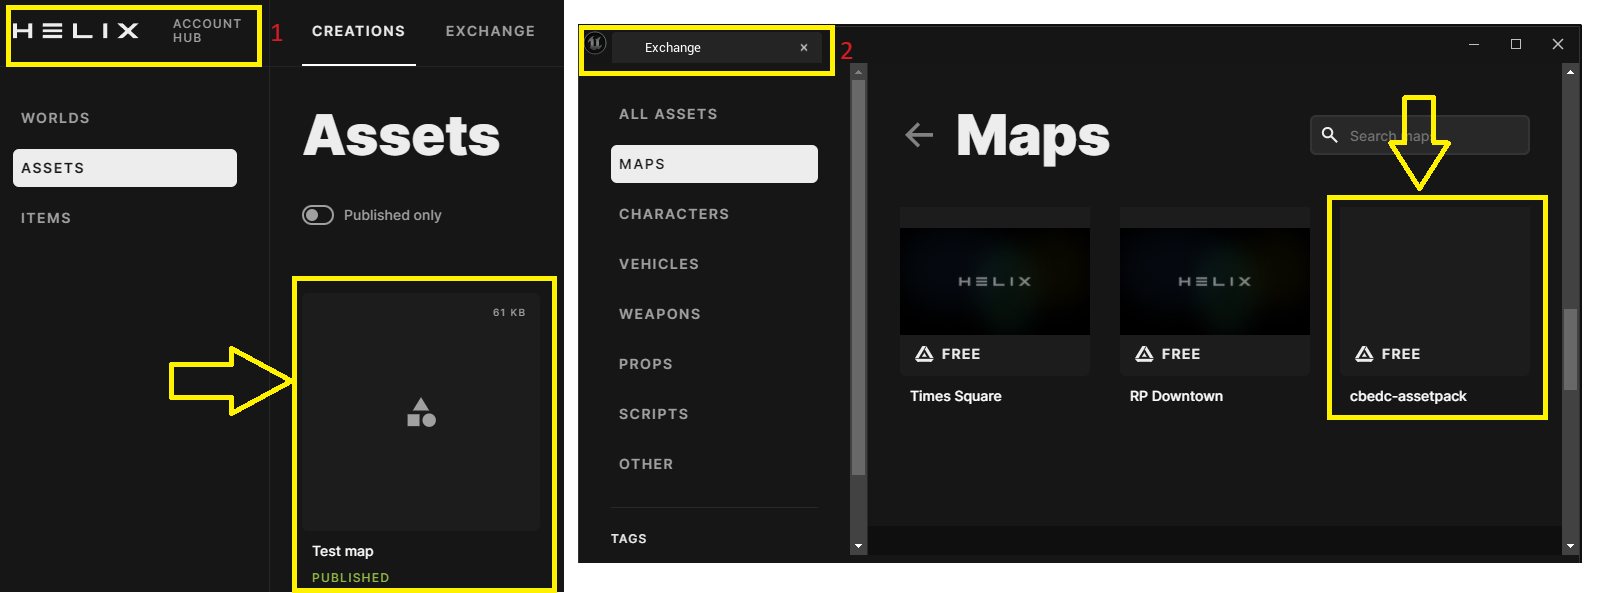 HELIX
ACCOUNT
HUB
1
CREATIONS
EXCHANGE
WORLDS
ASSETS
ITEMS
Assets
Published only
61 KB
Test map
PUBLISHED
Exchange
×
2
ALL ASSETS
MAPS
CHARACTERS
VEHICLES
WEAPONS
PROPS
SCRIPTS
OTHER
TAGS
Maps
Search maps
HELIX
HELIX
FREE
FREE
FREE
Times Square
RP Downtown
cbedc-assetpack